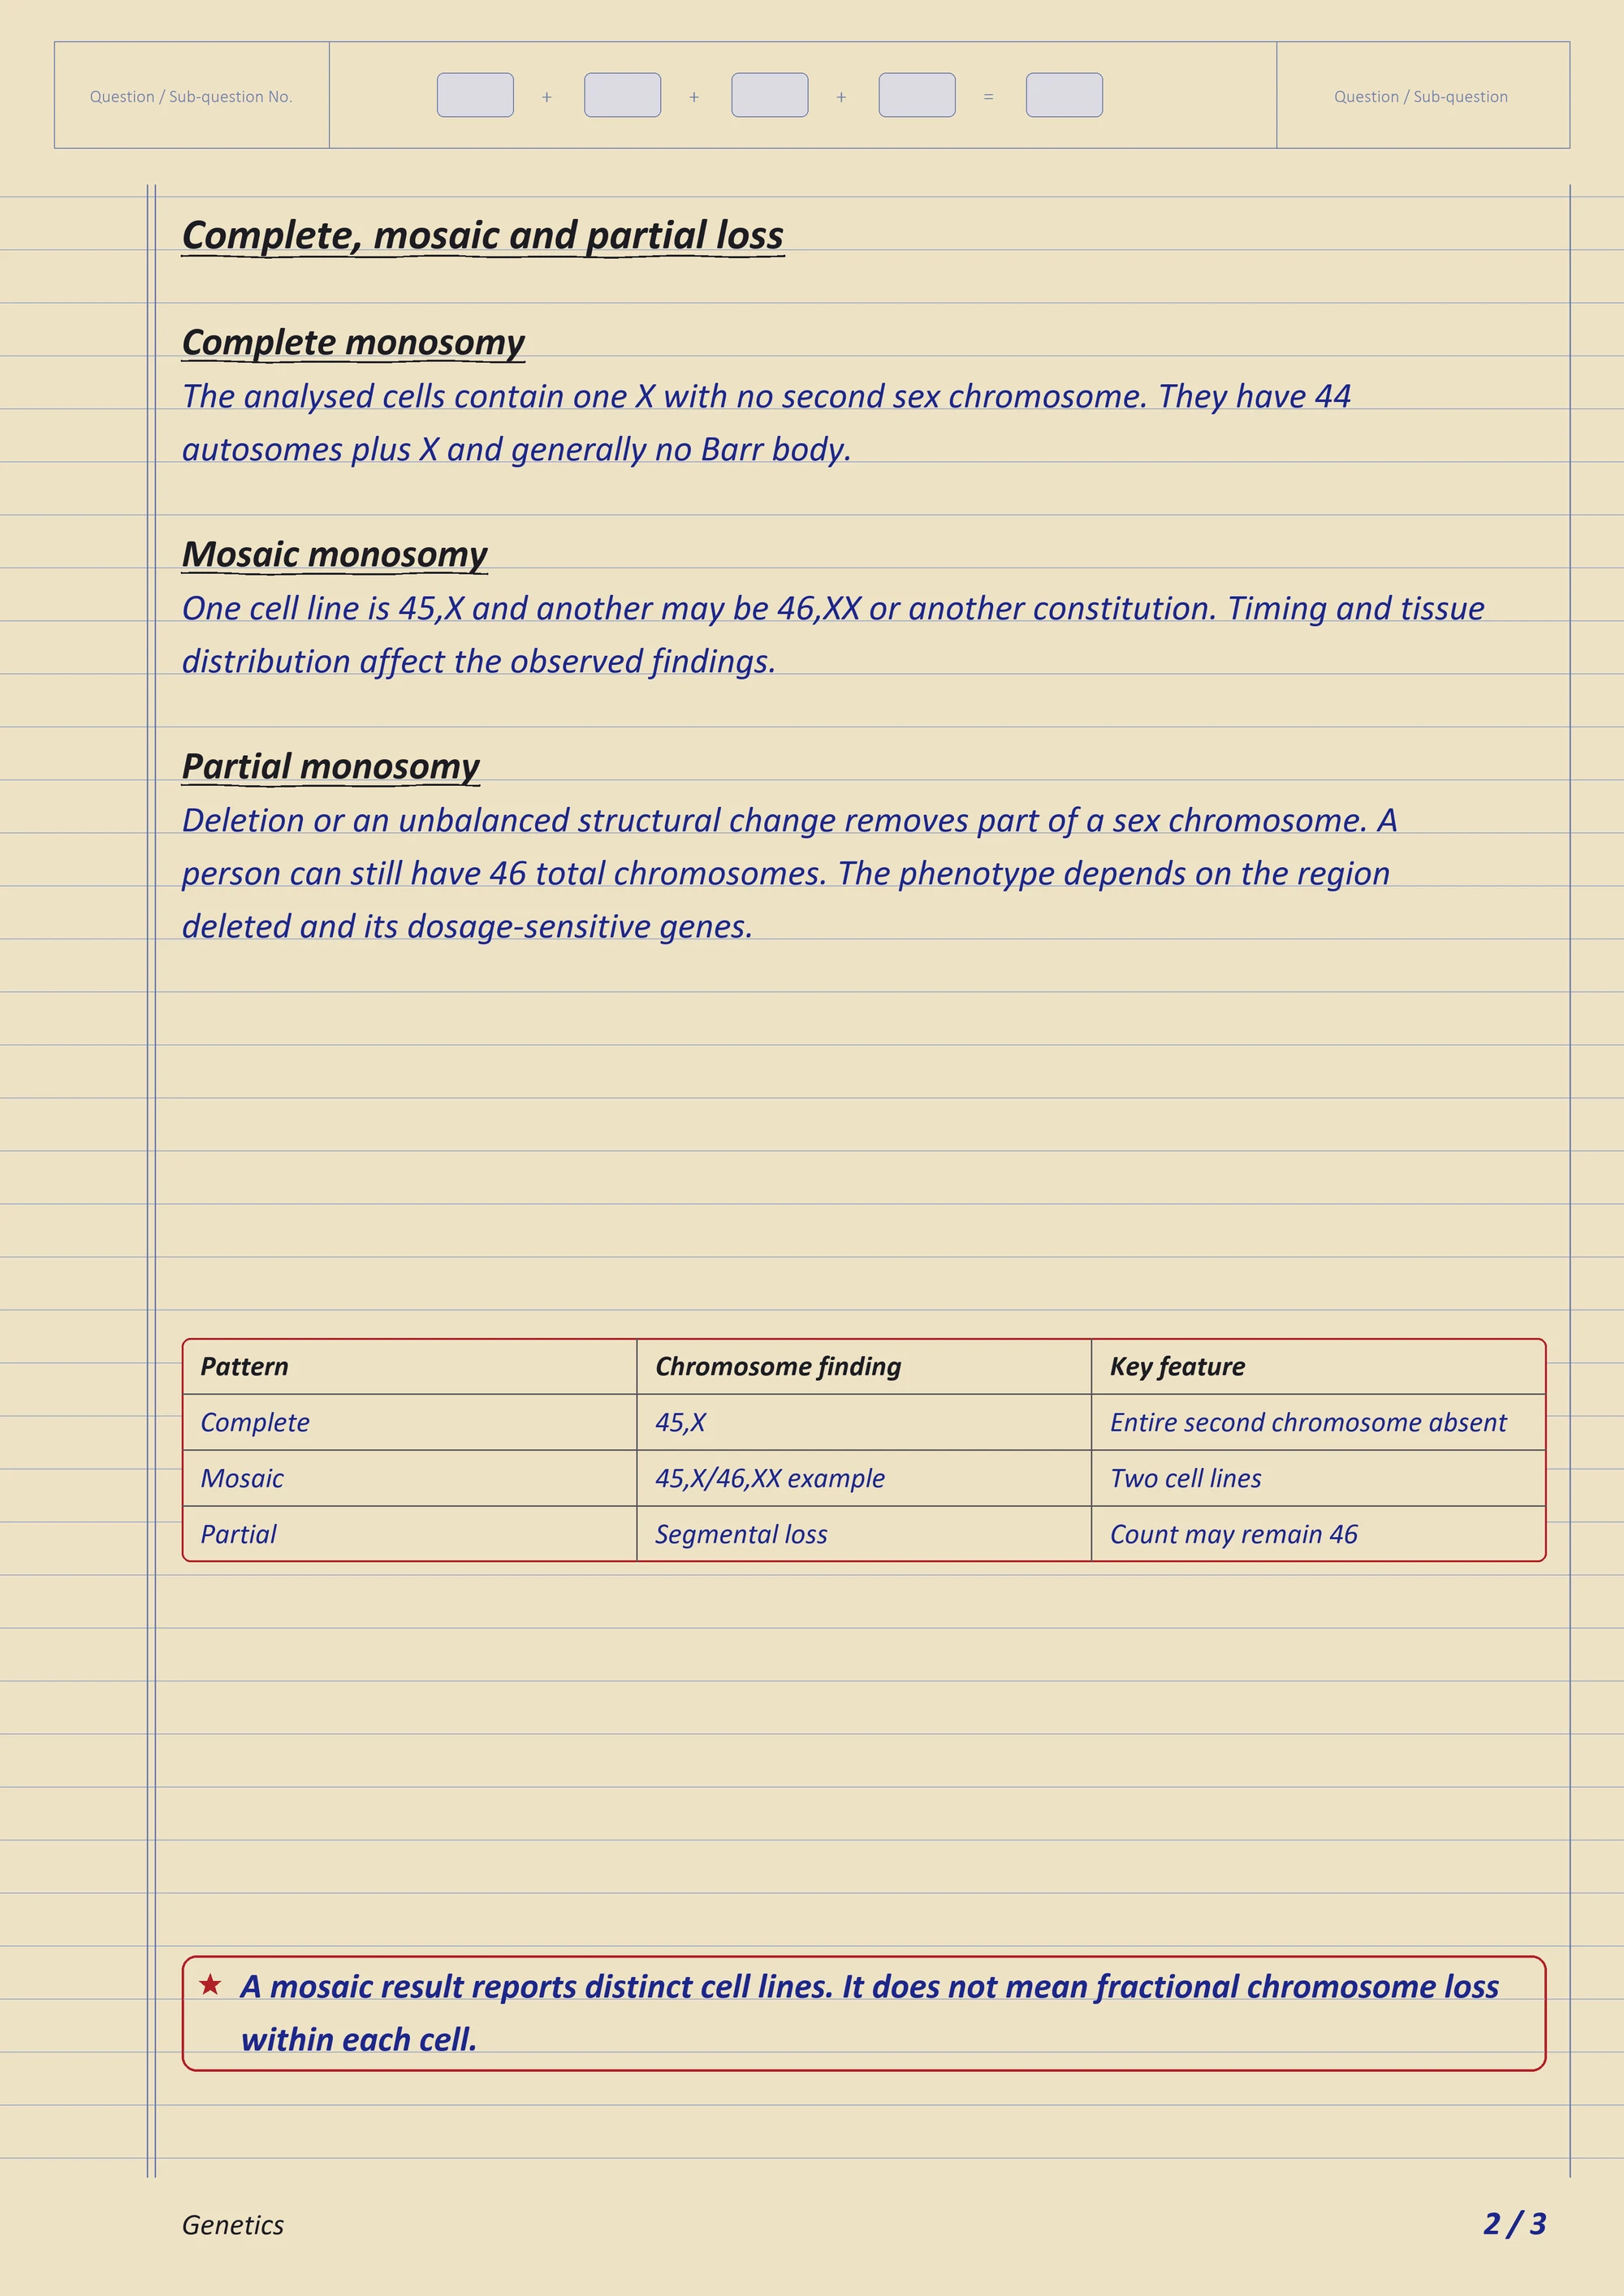 Question / Sub-question No.
+ + + =
Question / Sub-question
Complete, mosaic and partial loss
Complete monosomy
The analysed cells contain one X with no second sex chromosome. They have 44
autosomes plus X and generally no Barr body.
Mosaic monosomy
One cell line is 45,X and another may be 46,XX or another constitution. Timing and tissue
distribution affect the observed findings.
Partial monosomy
Deletion or an unbalanced structural change removes part of a sex chromosome. A
person can still have 46 total chromosomes. The phenotype depends on the region
deleted and its dosage-sensitive genes.
Pattern Chromosome finding Key feature
Complete 45,X Entire second chromosome absent
Mosaic 45,X/46,XX example Two cell lines
Partial Segmental loss Count may remain 46
★ A mosaic result reports distinct cell lines. It does not mean fractional chromosome loss
within each cell.
Genetics 2 / 3